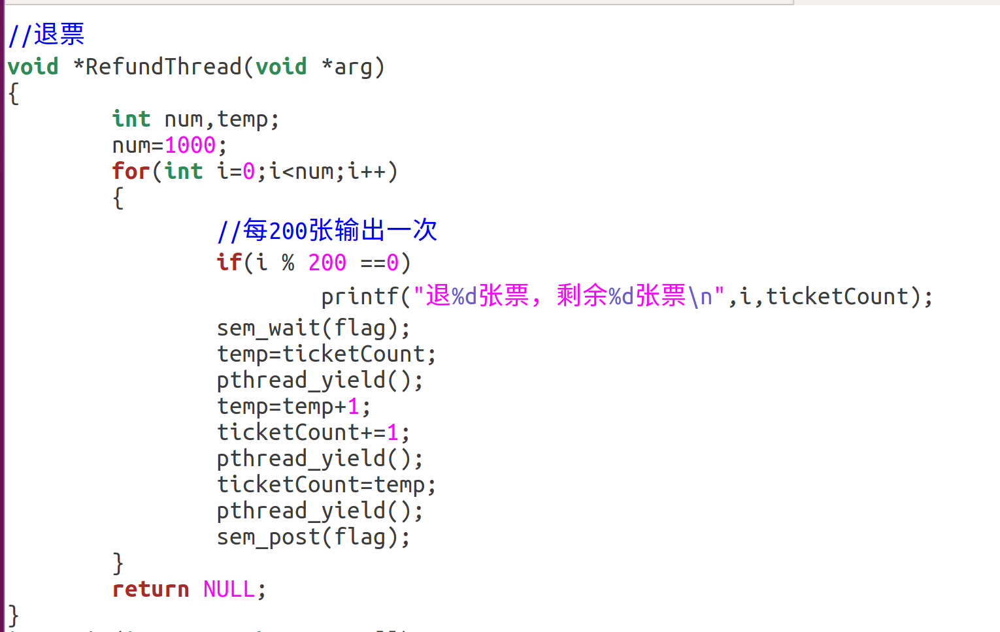 //退票
void *RefundThread(void *arg)
{
int num,temp;
num=1000;
for(int i=0;i<num;i++)
{
//每200张输出一次
if(i % 200 ==0)
printf("退%d张票，剩余%d张票\n",i,ticketCount);
sem_wait(flag);
temp=ticketCount;
pthread_yield();
temp=temp+1;
ticketCount+=1;
pthread_yield();
ticketCount=temp;
pthread_yield();
sem_post(flag);
}
return NULL;
}